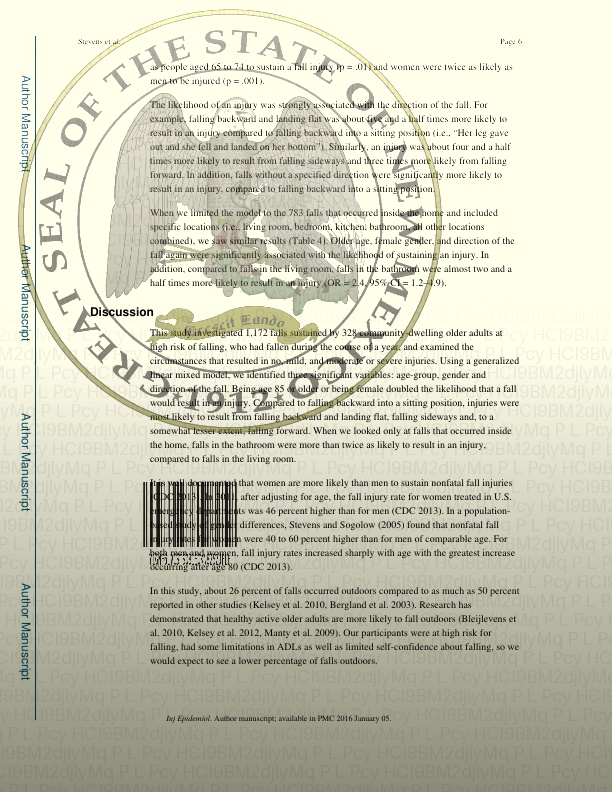 Stevens et al.
Page 6
as people aged 65 to 74 to sustain a fall injury (p = .01) and women were twice as likely as
men to be injured (p = .001).
The likelihood of an injury was strongly associated with the direction of the fall. For
example, falling backward and landing flat was about five and a half times more likely to
result in an injury compared to falling backward into a sitting position (i.e., “Her leg gave
out and she fell and landed on her bottom”). Similarly, an injury was about four and a half
times more likely to result from falling sideways and three times more likely from falling
forward. In addition, falls without a specified direction were significantly more likely to
result in an injury, compared to falling backward into a sitting position.
When we limited the model to the 783 falls that occurred inside the home and included
specific locations (i.e., living room, bedroom, kitchen, bathroom, all other locations
combined), we saw similar results (Table 4). Older age, female gender, and direction of the
fall again were significantly associated with the likelihood of sustaining an injury. In
addition, compared to falls in the living room, falls in the bathroom were almost two and a
half times more likely to result in an injury (OR = 2.4, 95% CI = 1.2–4.9).
Discussion
This study investigated 1,172 falls sustained by 328 community-dwelling older adults at
high risk of falling, who had fallen during the course of a year, and examined the
circumstances that resulted in no, mild, and moderate or severe injuries. Using a generalized
linear mixed model, we identified three significant variables: age-group, gender and
direction of the fall. Being age 85 or older or being female doubled the likelihood that a fall
would result in an injury. Compared to falling backward into a sitting position, injuries were
most likely to result from falling backward and landing flat, falling sideways and, to a
somewhat lesser extent, falling forward. When we looked only at falls that occurred inside
the home, falls in the bathroom were more than twice as likely to result in an injury,
compared to falls in the living room.
It is well documented that women are more likely than men to sustain nonfatal fall injuries
(CDC 2013). In 2011, after adjusting for age, the fall injury rate for women treated in U.S.
emergency departments was 46 percent higher than for men (CDC 2013). In a population-
based study of gender differences, Stevens and Sogolow (2005) found that nonfatal fall
injury rates for women were 40 to 60 percent higher than for men of comparable age. For
both men and women, fall injury rates increased sharply with age with the greatest increase
occurring after age 80 (CDC 2013).
In this study, about 26 percent of falls occurred outdoors compared to as much as 50 percent
reported in other studies (Kelsey et al. 2010, Bergland et al. 2003). Research has
demonstrated that healthy active older adults are more likely to fall outdoors (Bleijlevens et
al. 2010, Kelsey et al. 2012, Manty et al. 2009). Our participants were at high risk for
falling, had some limitations in ADLs as well as limited self-confidence about falling, so we
would expect to see a lower percentage of falls outdoors.
Inj Epidemiol. Author manuscript; available in PMC 2016 January 05.
Author Manuscript
Author Manuscript
Author Manuscript
Author Manuscript
GREAT SEAL OF THE STATE OF NEW MEXICO
1912